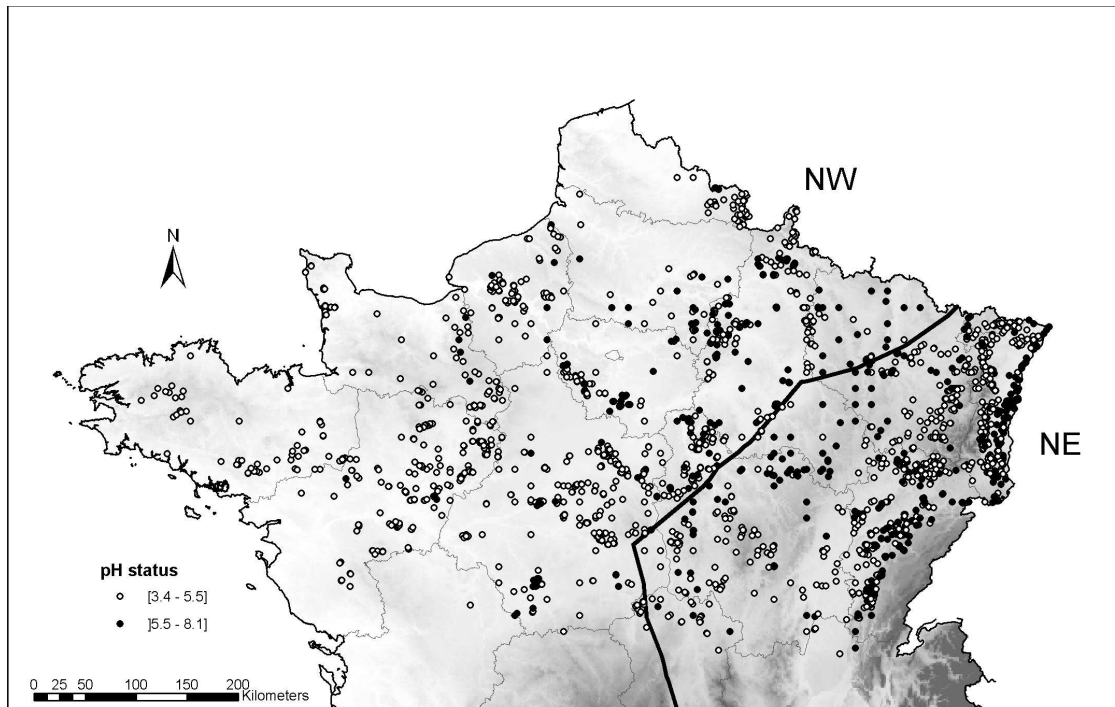 NW
N
NE
pH status
[3.4 - 5.5]
]5.5 - 8.1]
0 25 50 100 150 200
Kilometers